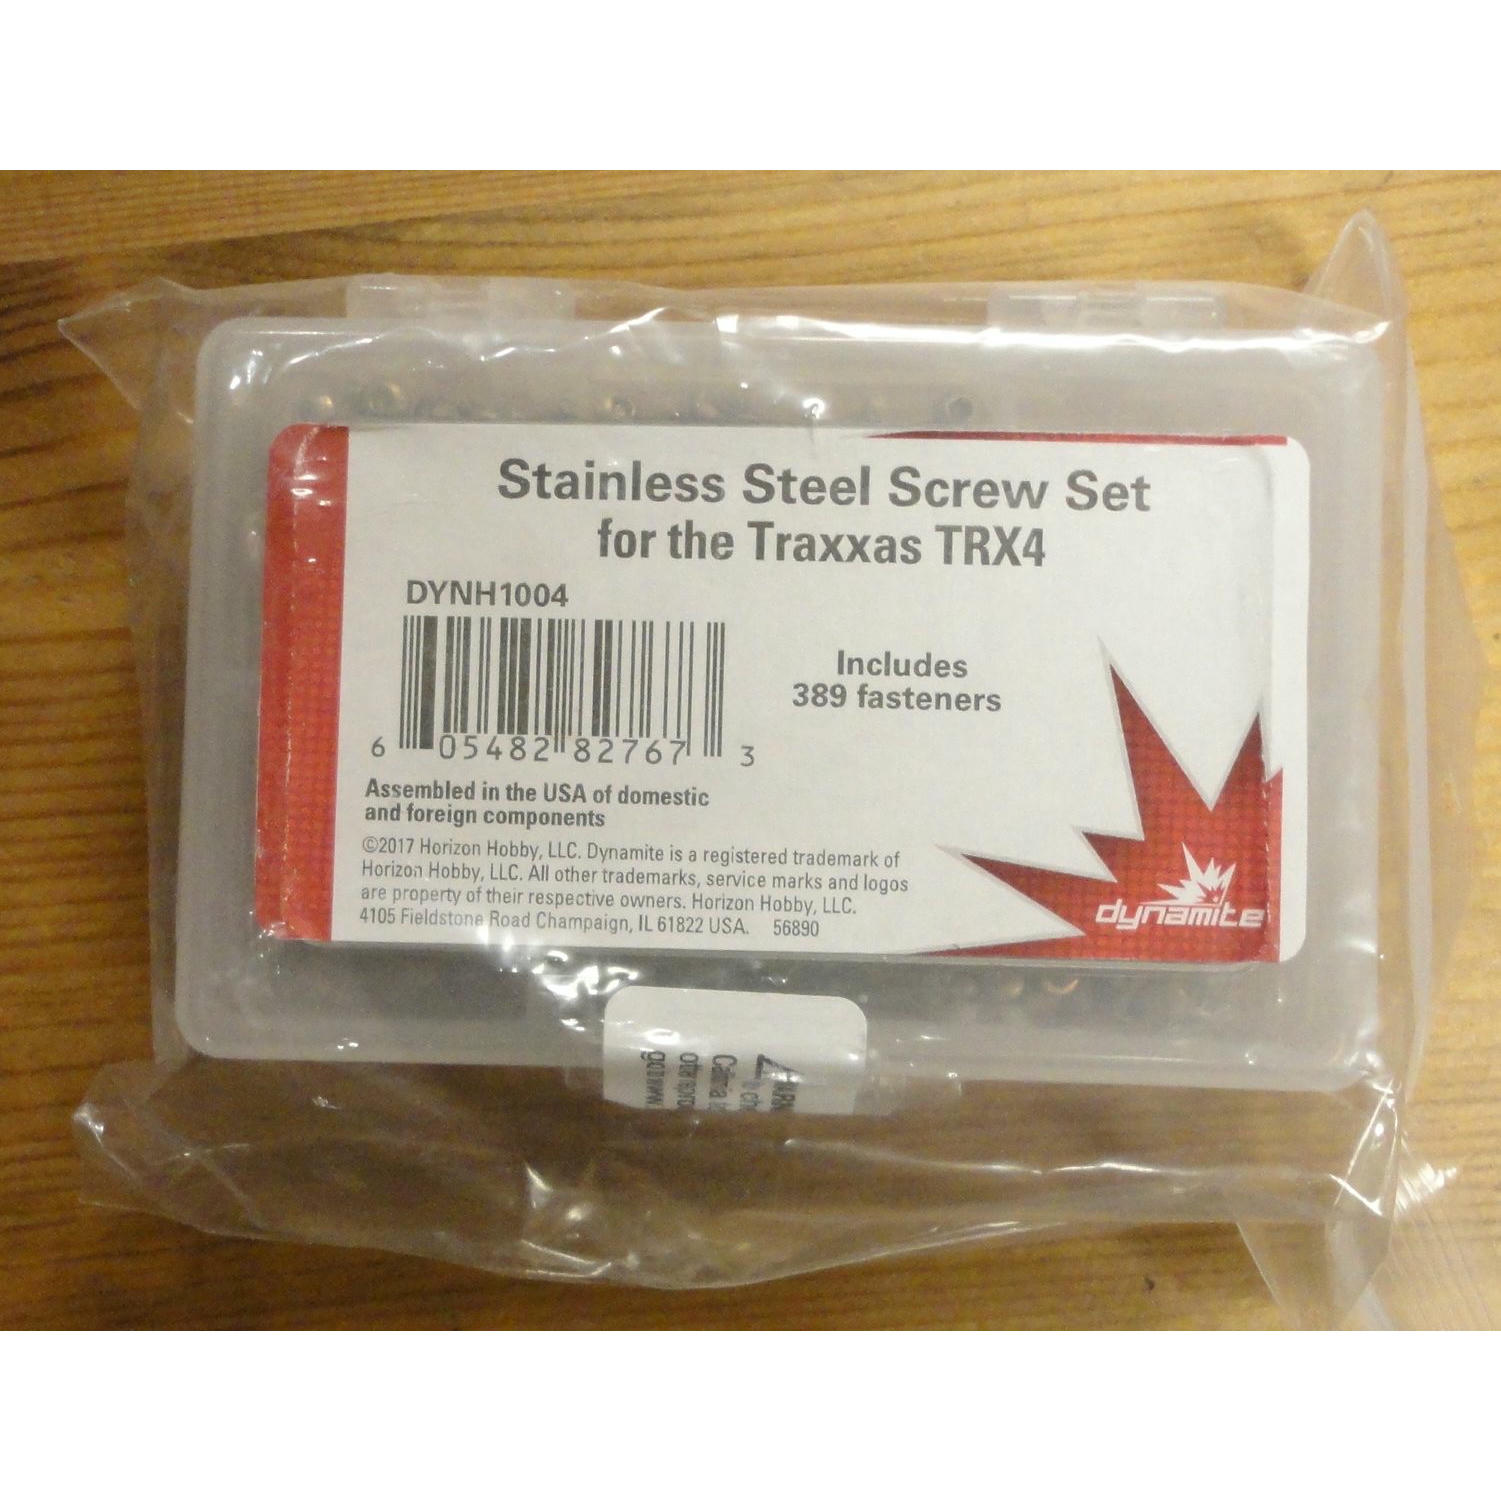 Stainless Steel Screw Set
for the Traxxas TRX4
DYNH1004
6 05482 82767 3
Includes
389 fasteners
Assembled in the USA of domestic
and foreign components
©2017 Horizon Hobby, LLC. Dynamite is a registered trademark of
Horizon Hobby, LLC. All other trademarks, service marks and logos
are property of their respective owners. Horizon Hobby, LLC.
4105 Fieldstone Road Champaign, IL 61822 USA. 56890
dynamite